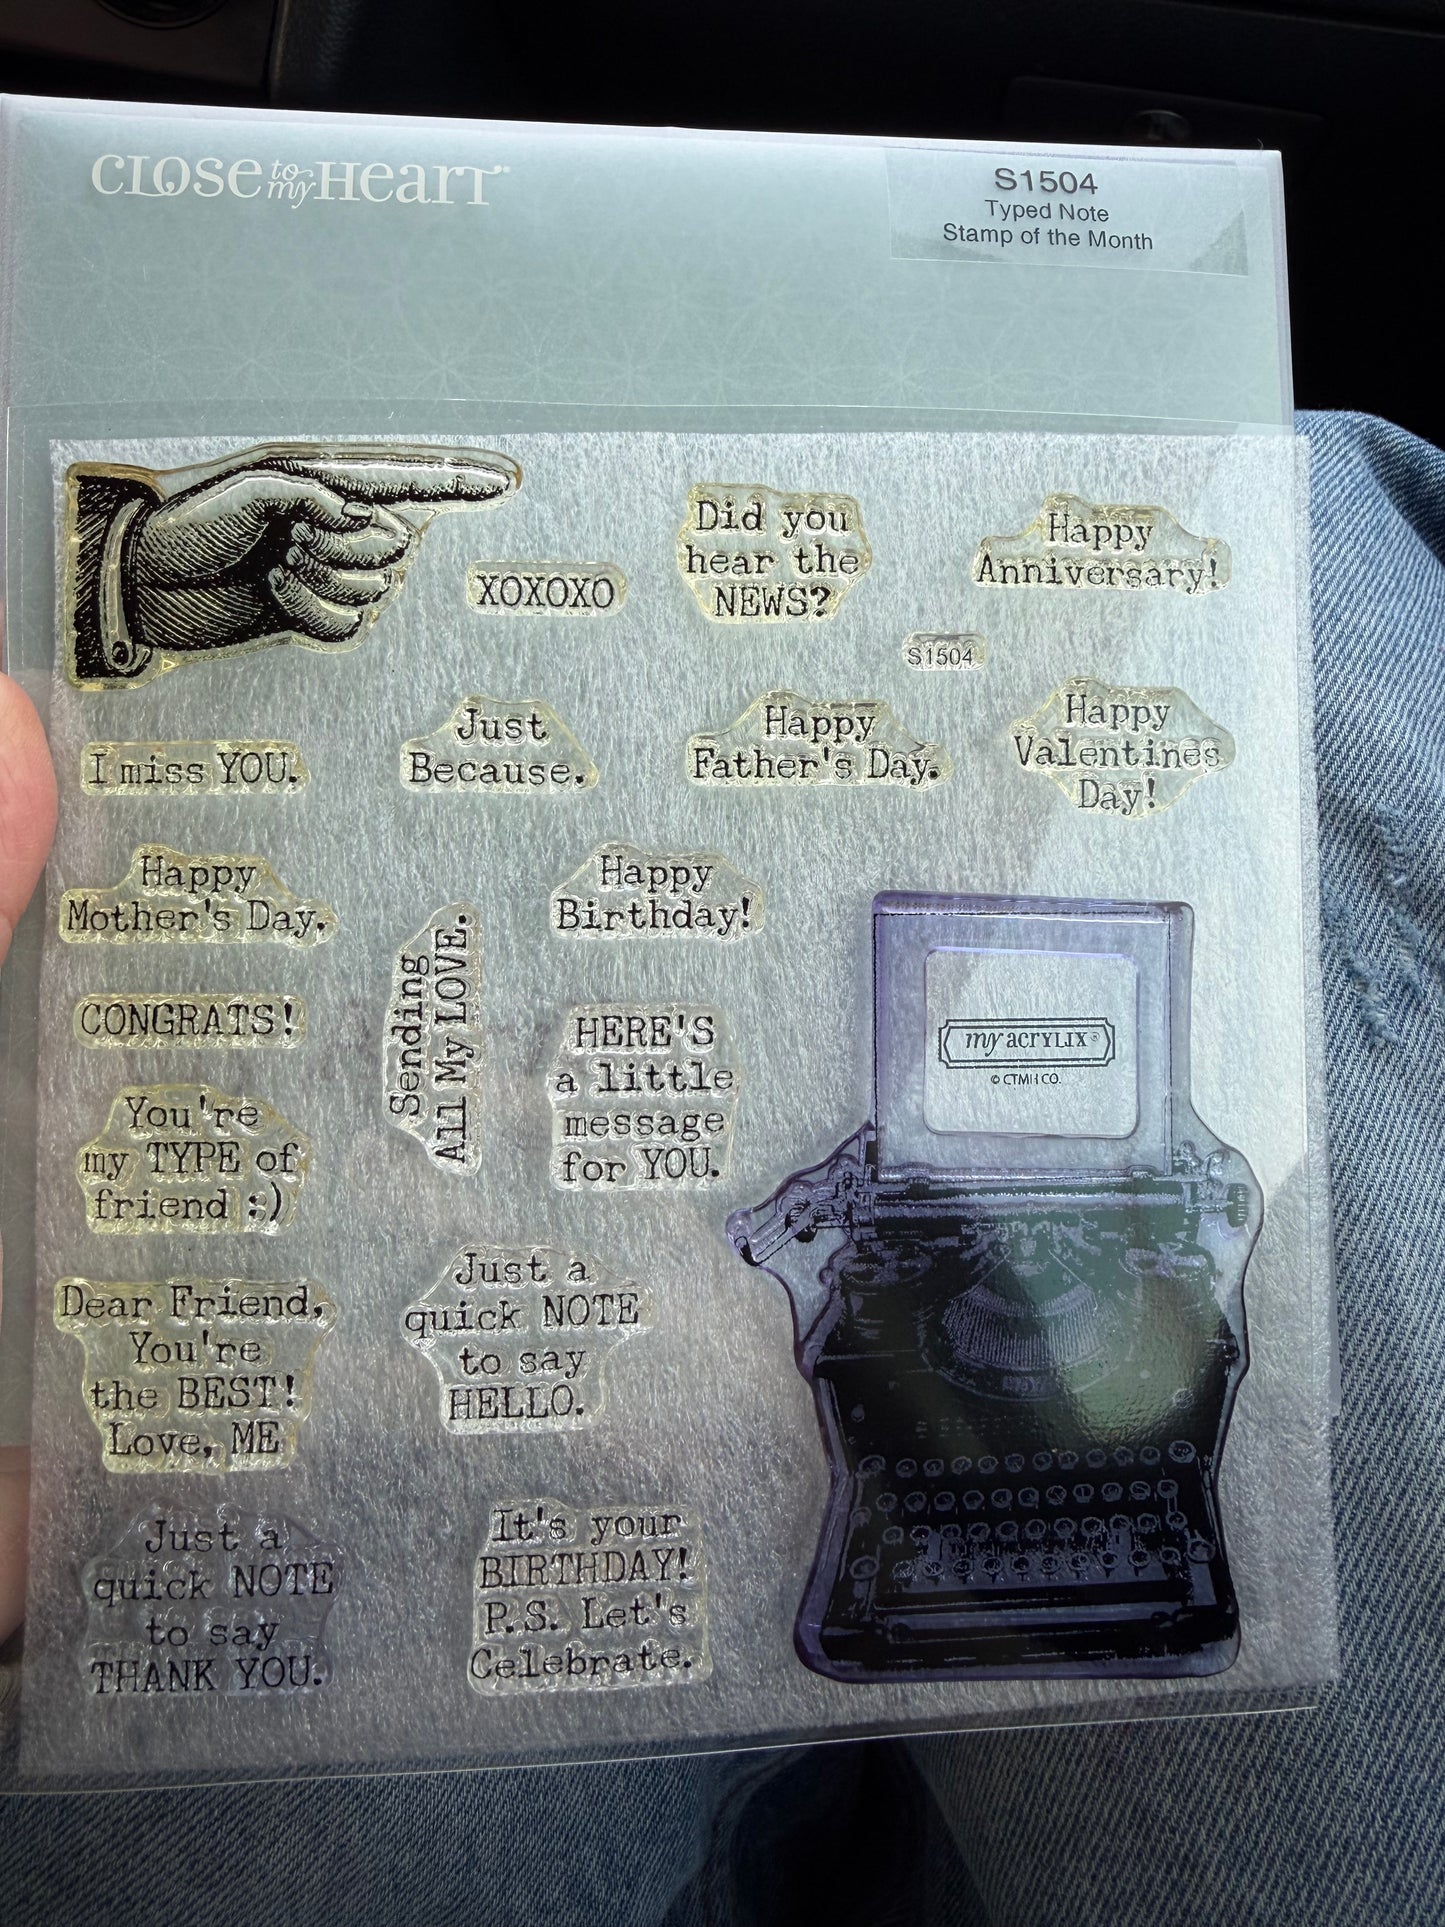 CLOSE to my HEART®
S1504
Typed Note
Stamp of the Month
XOXOXO
Did you
hear the
NEWS?
Happy
Anniversary!
S1504
I miss YOU.
Just
Because.
Happy
Father's Day.
Happy
Valentines
Day!
Happy
Mother's Day.
Happy
Birthday!
Sending
All My LOVE.
CONGRATS!
HERE'S
a little
message
for YOU.
my ACRYLIX®
© CTMH CO.
You're
my TYPE of
friend :)
Dear Friend,
You're
the BEST!
Love, ME
Just a
quick NOTE
to say
HELLO.
Just a
quick NOTE
to say
THANK YOU.
It's your
BIRTHDAY!
P.S. Let's
Celebrate.